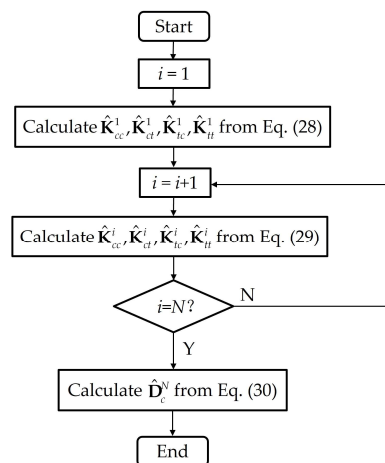 Start
i = 1
Calculate K̂¹cc, K̂¹ct, K̂¹tc, K̂¹tt from Eq. (28)
i = i+1
Calculate K̂ⁱcc, K̂ⁱct, K̂ⁱtc, K̂ⁱtt from Eq. (29)
i=N?
N
Y
Calculate D̂ᴺc from Eq. (30)
End